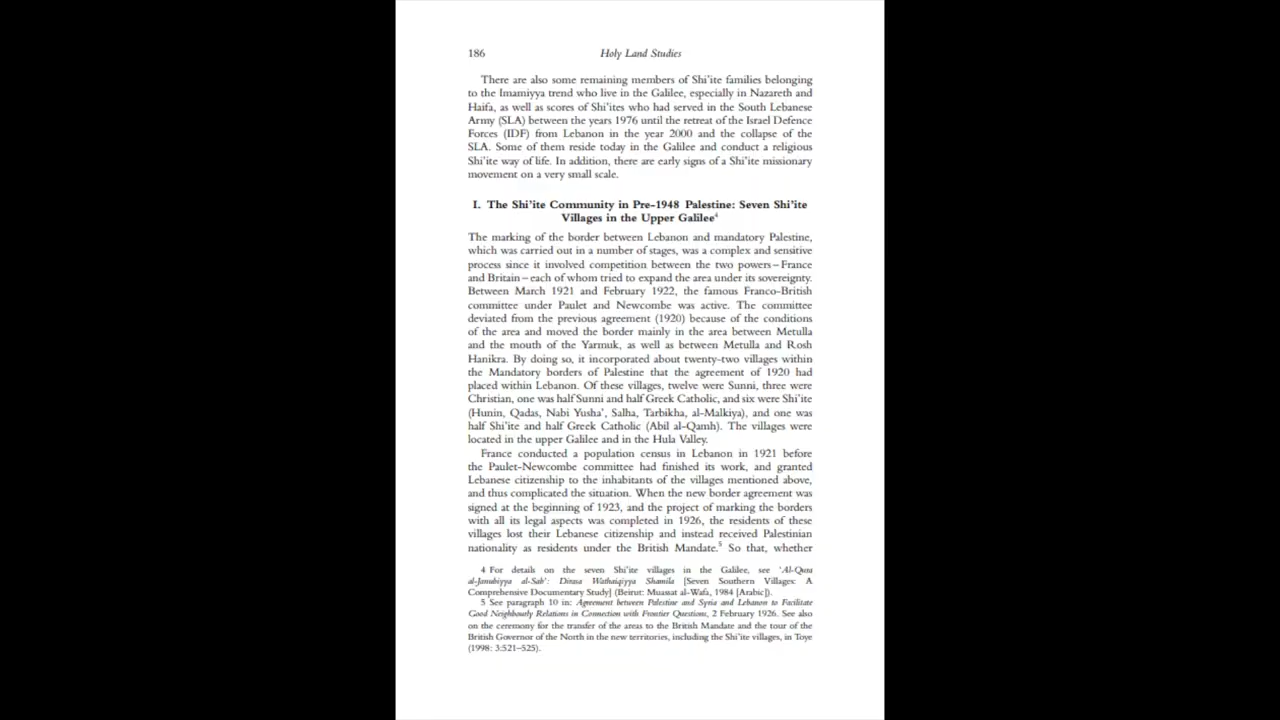 186 Holy Land Studies
There are also some remaining members of Shi'ite families belonging
to the Imamiyya trend who live in the Galilee, especially in Nazareth and
Haifa, as well as scores of Shi'ites who had served in the South Lebanese
Army (SLA) between the years 1976 until the retreat of the Israel Defence
Forces (IDF) from Lebanon in the year 2000 and the collapse of the
SLA. Some of them reside today in the Galilee and conduct a religious
Shi'ite way of life. In addition, there are early signs of a Shi'ite missionary
movement on a very small scale.
I. The Shi'ite Community in Pre-1948 Palestine: Seven Shi'ite
Villages in the Upper Galilee⁴
The marking of the border between Lebanon and mandatory Palestine,
which was carried out in a number of stages, was a complex and sensitive
process since it involved competition between the two powers – France
and Britain – each of whom tried to expand the area under its sovereignty.
Between March 1921 and February 1922, the famous Franco-British
committee under Paulet and Newcombe was active. The committee
deviated from the previous agreement (1920) because of the conditions
of the area and moved the border mainly in the area between Metulla
and the mouth of the Yarmuk, as well as between Metulla and Rosh
Hanikra. By doing so, it incorporated about twenty-two villages within
the Mandatory borders of Palestine that the agreement of 1920 had
placed within Lebanon. Of these villages, twelve were Sunni, three were
Christian, one was half Sunni and half Greek Catholic, and six were Shi'ite
(Hunin, Qadas, Nabi Yusha', Salha, Tarbikha, al-Malkiya), and one was
half Shi'ite and half Greek Catholic (Abil al-Qamh). The villages were
located in the upper Galilee and in the Hula Valley.
France conducted a population census in Lebanon in 1921 before
the Paulet-Newcombe committee had finished its work, and granted
Lebanese citizenship to the inhabitants of the villages mentioned above,
and thus complicated the situation. When the new border agreement was
signed at the beginning of 1923, and the project of marking the borders
with all its legal aspects was completed in 1926, the residents of these
villages lost their Lebanese citizenship and instead received Palestinian
nationality as residents under the British Mandate.⁵ So that, whether
4 For details on the seven Shi'ite villages in the Galilee, see 'Al-Qura
al-Janubiyya al-Sab': Dirasa Wathaiqiyya Shamila [Seven Southern Villages: A
Comprehensive Documentary Study] (Beirut: Muassat al-Wafa, 1984 [Arabic]).
5 See paragraph 10 in: Agreement between Palestine and Syria and Lebanon to Facilitate
Good Neighbourly Relations in Connection with Frontier Questions, 2 February 1926. See also
on the ceremony for the transfer of the areas to the British Mandate and the tour of the
British Governor of the North in the new territories, including the Shi'ite villages, in Toye
(1998: 3:521–525).